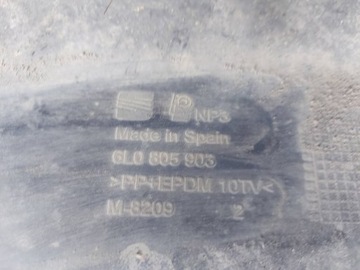 NP3
Made in Spain
6L0 805 903
>PP+EPDM 10TV<
M-8209 2